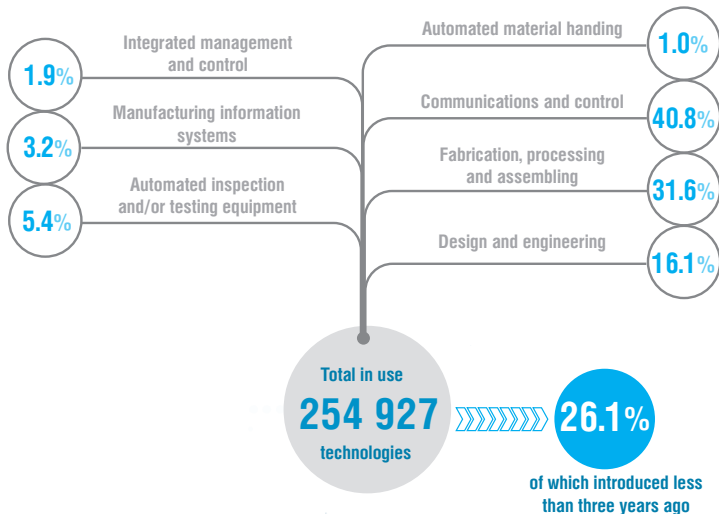 Integrated management
and control
1.9%
Manufacturing information
systems
3.2%
Automated inspection
and/or testing equipment
5.4%
Automated material handing
1.0%
Communications and control
40.8%
Fabrication, processing
and assembling
31.6%
Design and engineering
16.1%
Total in use
254 927
technologies
26.1%
of which introduced less
than three years ago